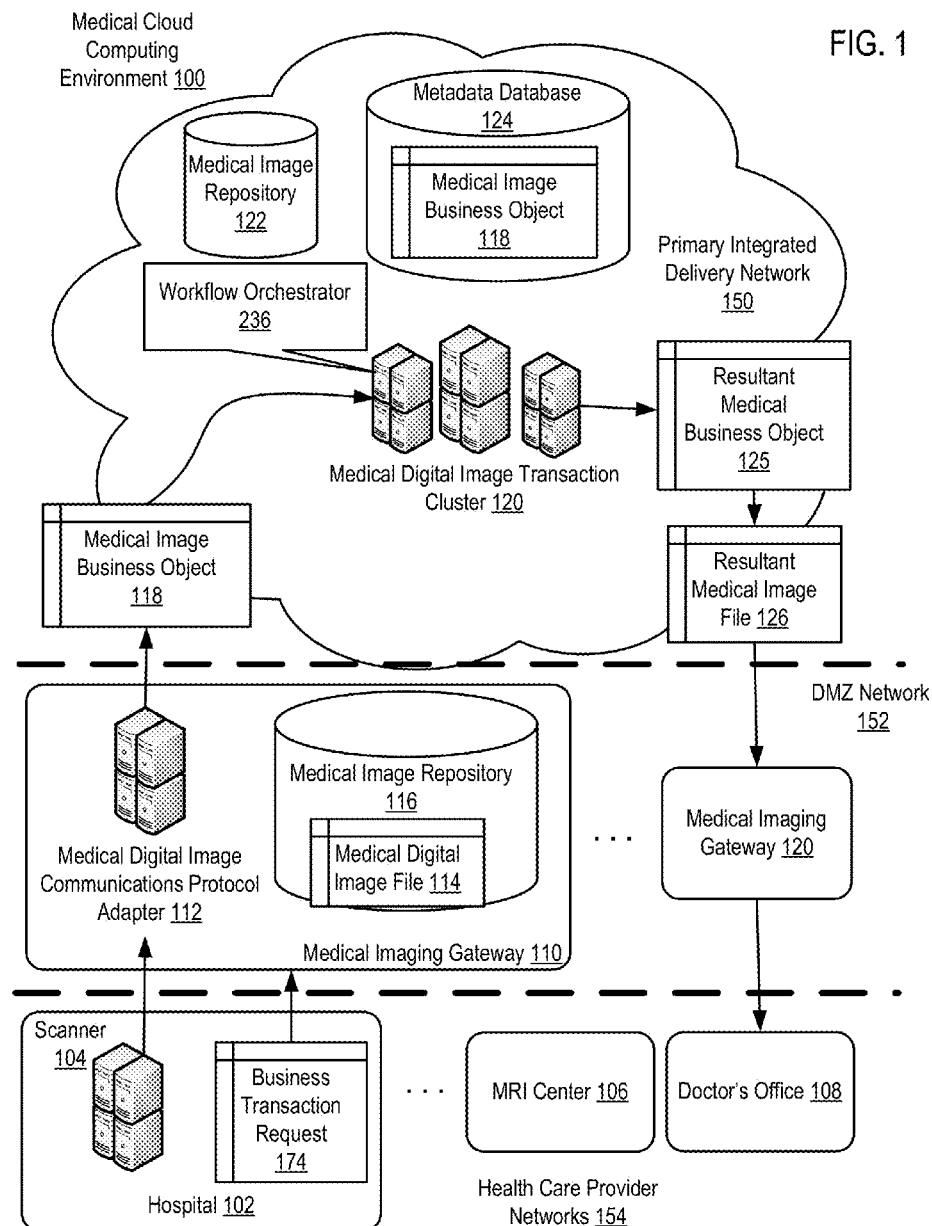 Medical Cloud
Computing
Environment 100
FIG. 1
Metadata Database
124
Medical Image
Repository
122
Medical Image
Business Object
118
Primary Integrated
Delivery Network
150
Workflow Orchestrator
236
Resultant
Medical
Business Object
125
Medical Digital Image Transaction
Cluster 120
Medical Image
Business Object
118
Resultant
Medical Image
File 126
DMZ Network
152
Medical Image Repository
116
Medical Digital
Image File 114
Medical Digital Image
Communications Protocol
Adapter 112
Medical Imaging Gateway 110
. . .
Medical Imaging
Gateway 120
Scanner
104
Business
Transaction
Request
174
Hospital 102
. . .
MRI Center 106
Doctor's Office 108
Health Care Provider
Networks 154